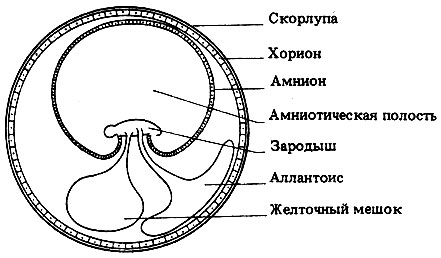 Скорлупа
Хорион
Амнион
Амниотическая полость
Зародыш
Аллантоис
Желточный мешок